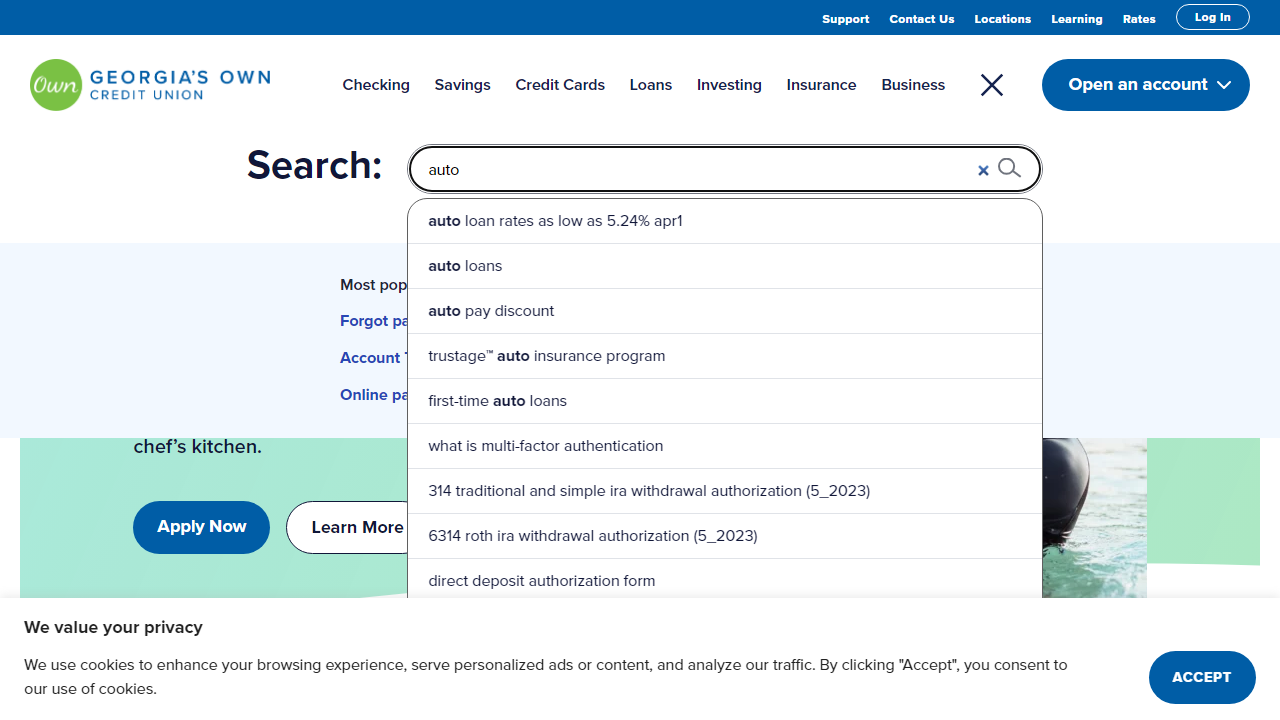 Support Contact Us Locations Learning Rates Log In
Own GEORGIA'S OWN
CREDIT UNION
Checking Savings Credit Cards Loans Investing Insurance Business
Open an account
Search:
auto
auto loan rates as low as 5.24% apr1
auto loans
auto pay discount
trustage™ auto insurance program
first-time auto loans
what is multi-factor authentication
314 traditional and simple ira withdrawal authorization (5_2023)
6314 roth ira withdrawal authorization (5_2023)
direct deposit authorization form
Most
Forgot
Account
Online
chef's kitchen.
Apply Now
Learn More
We value your privacy
We use cookies to enhance your browsing experience, serve personalized ads or content, and analyze our traffic. By clicking "Accept", you consent to
our use of cookies.
ACCEPT